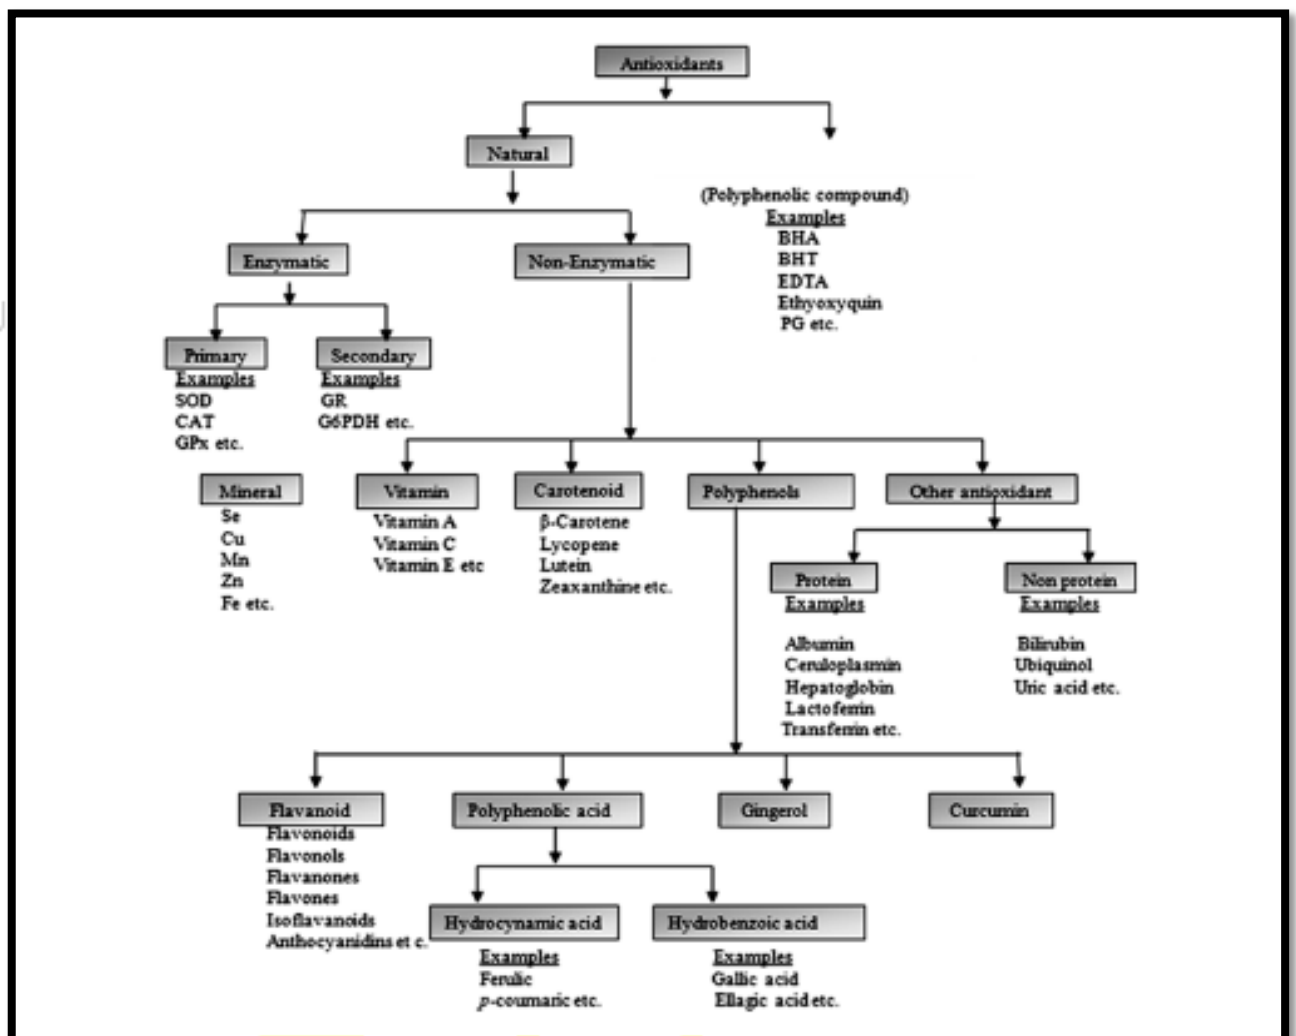 Antioxidants
Natural
(Polyphenolic compound)
Examples
BHA
BHT
EDTA
Ethyoxyquin
PG etc.
Enzymatic
Non-Enzymatic
Primary
Examples
SOD
CAT
GPx etc.
Secondary
Examples
GR
G6PDH etc.
Mineral
Se
Cu
Mn
Zn
Fe etc.
Vitamin
Vitamin A
Vitamin C
Vitamin E etc
Carotenoid
β-Carotene
Lycopene
Lutein
Zeaxanthine etc.
Polyphenols
Other antioxidant
Protein
Examples
Albumin
Ceruloplasmin
Hepatoglobin
Lactoferrin
Transferrin etc.
Non protein
Examples
Bilirubin
Ubiquinol
Uric acid etc.
Flavanoid
Flavonoids
Flavonols
Flavanones
Flavones
Isoflavanoids
Anthocyanidins et c.
Polyphenolic acid
Gingerol
Curcumin
Hydrocynamic acid
Examples
Ferulic
p-coumaric etc.
Hydrobenzoic acid
Examples
Gallic acid
Ellagic acid etc.